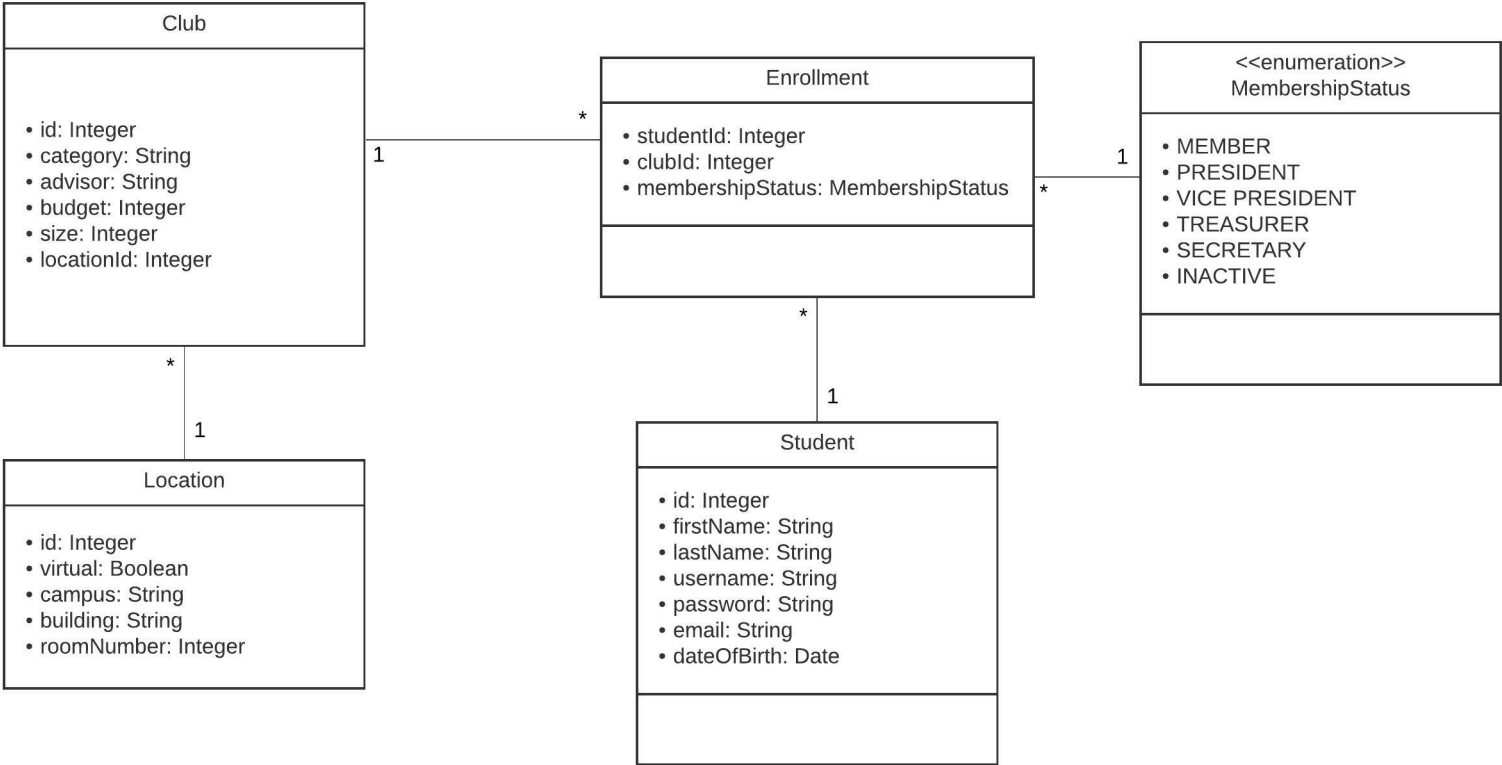 Club
• id: Integer
• category: String
• advisor: String
• budget: Integer
• size: Integer
• locationId: Integer
1
*
Enrollment
• studentId: Integer
• clubId: Integer
• membershipStatus: MembershipStatus
*
1
<<enumeration>>
MembershipStatus
• MEMBER
• PRESIDENT
• VICE PRESIDENT
• TREASURER
• SECRETARY
• INACTIVE
*
1
Location
• id: Integer
• virtual: Boolean
• campus: String
• building: String
• roomNumber: Integer
*
1
Student
• id: Integer
• firstName: String
• lastName: String
• username: String
• password: String
• email: String
• dateOfBirth: Date